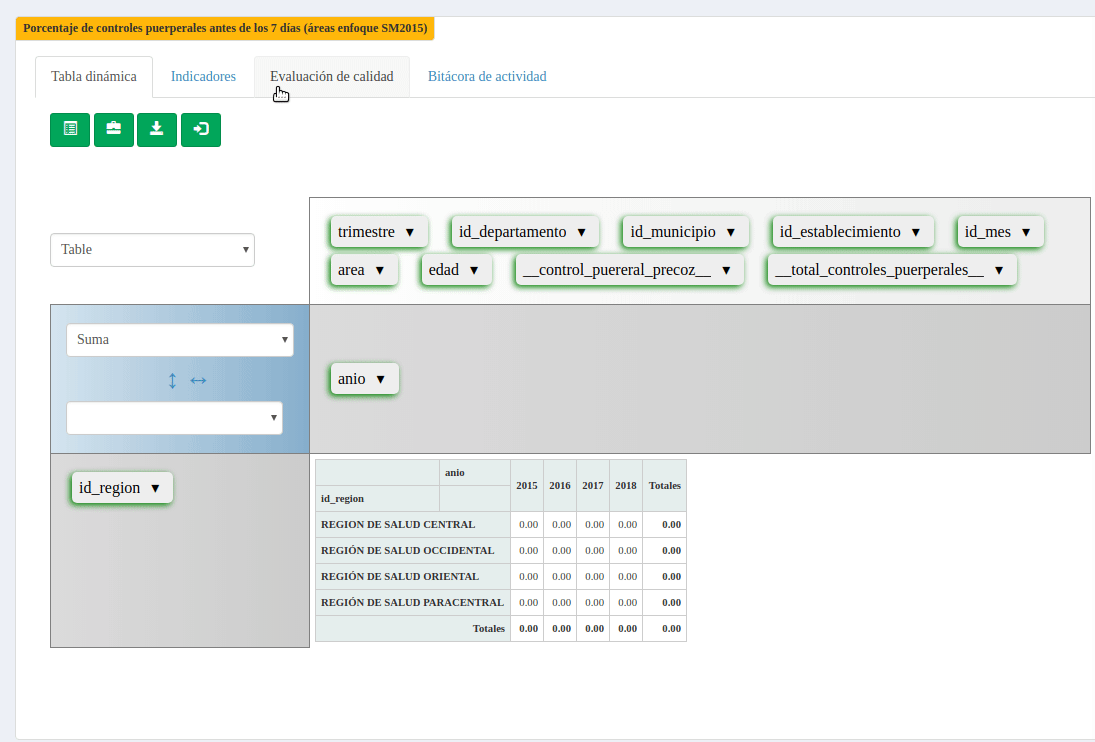 Porcentaje de controles puerperales antes de los 7 días (áreas enfoque SM2015)
Tabla dinámica Indicadores Evaluación de calidad Bitácora de actividad
trimestre ▼ id_departamento ▼ id_municipio ▼ id_establecimiento ▼ id_mes ▼
Table
area ▼ edad ▼ __control_puereral_precoz__ ▼ __total_controles_puerperales__ ▼
Suma
↕ ↔
anio ▼
id_region ▼
anio 2015 2016 2017 2018 Totales
id_region
REGION DE SALUD CENTRAL 0.00 0.00 0.00 0.00 0.00
REGIÓN DE SALUD OCCIDENTAL 0.00 0.00 0.00 0.00 0.00
REGIÓN DE SALUD ORIENTAL 0.00 0.00 0.00 0.00 0.00
REGIÓN DE SALUD PARACENTRAL 0.00 0.00 0.00 0.00 0.00
Totales 0.00 0.00 0.00 0.00 0.00